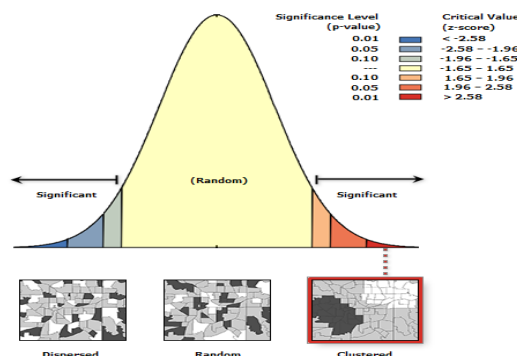 Significance Level Critical Value
(p-value) (z-score)
0.01 < -2.58
0.05 -2.58 – -1.96
0.10 -1.96 – -1.65
--- -1.65 – 1.65
0.10 1.65 – 1.96
0.05 1.96 – 2.58
0.01 > 2.58
(Random)
Significant Significant
Dispersed Random Clustered